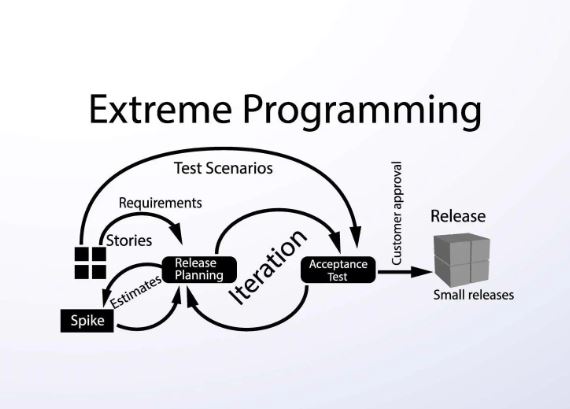 Extreme Programming
Test Scenarios
Requirements
Stories
Release
Planning
Estimates
Spike
Iteration
Acceptance
Test
Customer approval
Release
Small releases